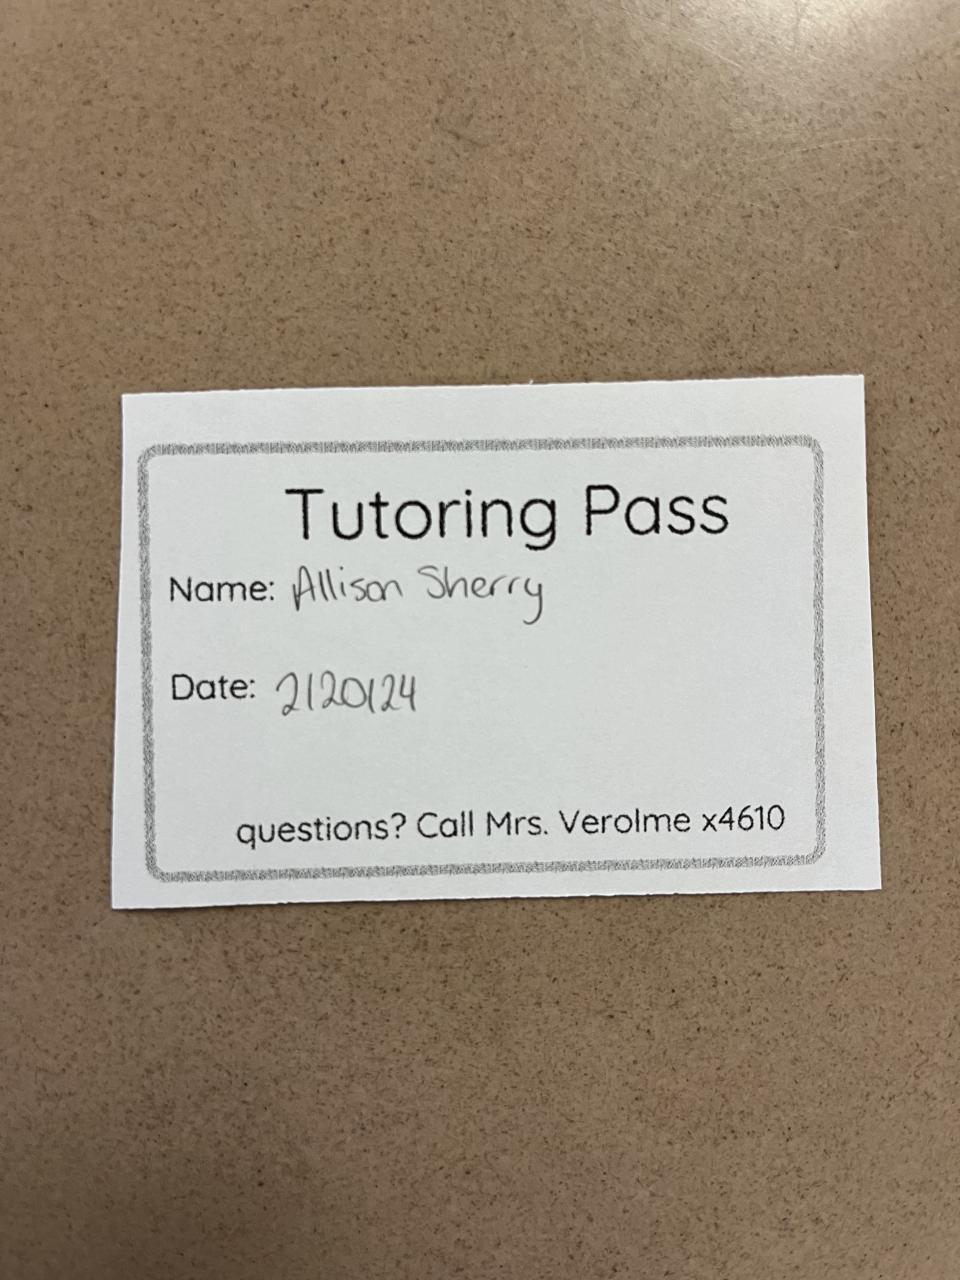 Tutoring Pass
Name: Allison Sherry
Date: 2/20/24
questions? Call Mrs. Verolme x4610